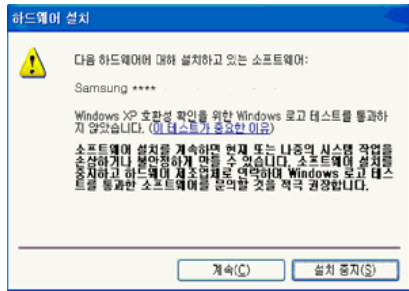 하드웨어 설치
다음 하드웨어에 대해 설치하고 있는 소프트웨어:
Samsung ****
Windows XP 호환성 확인을 위한 Windows 로고 테스트를 통과하
지 않았습니다. (이 테스트가 중요한 이유)
소프트웨어 설치를 계속하면 현재 또는 나중의 시스템 작업을
손상하거나 불안정하게 만들 수 있습니다. 소프트웨어 설치를
중지하고 하드웨어 제조업체로 연락하여 Windows 로고 테스
트를 통과한 소프트웨어를 문의할 것을 적극 권장합니다.
계속(C)
설치 중지(S)